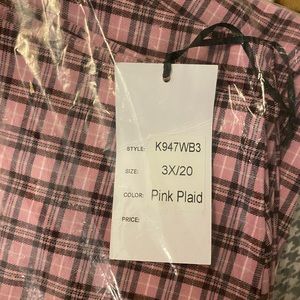 STYLE: K947WB3
SIZE: 3X/20
COLOR: Pink Plaid
PRICE: